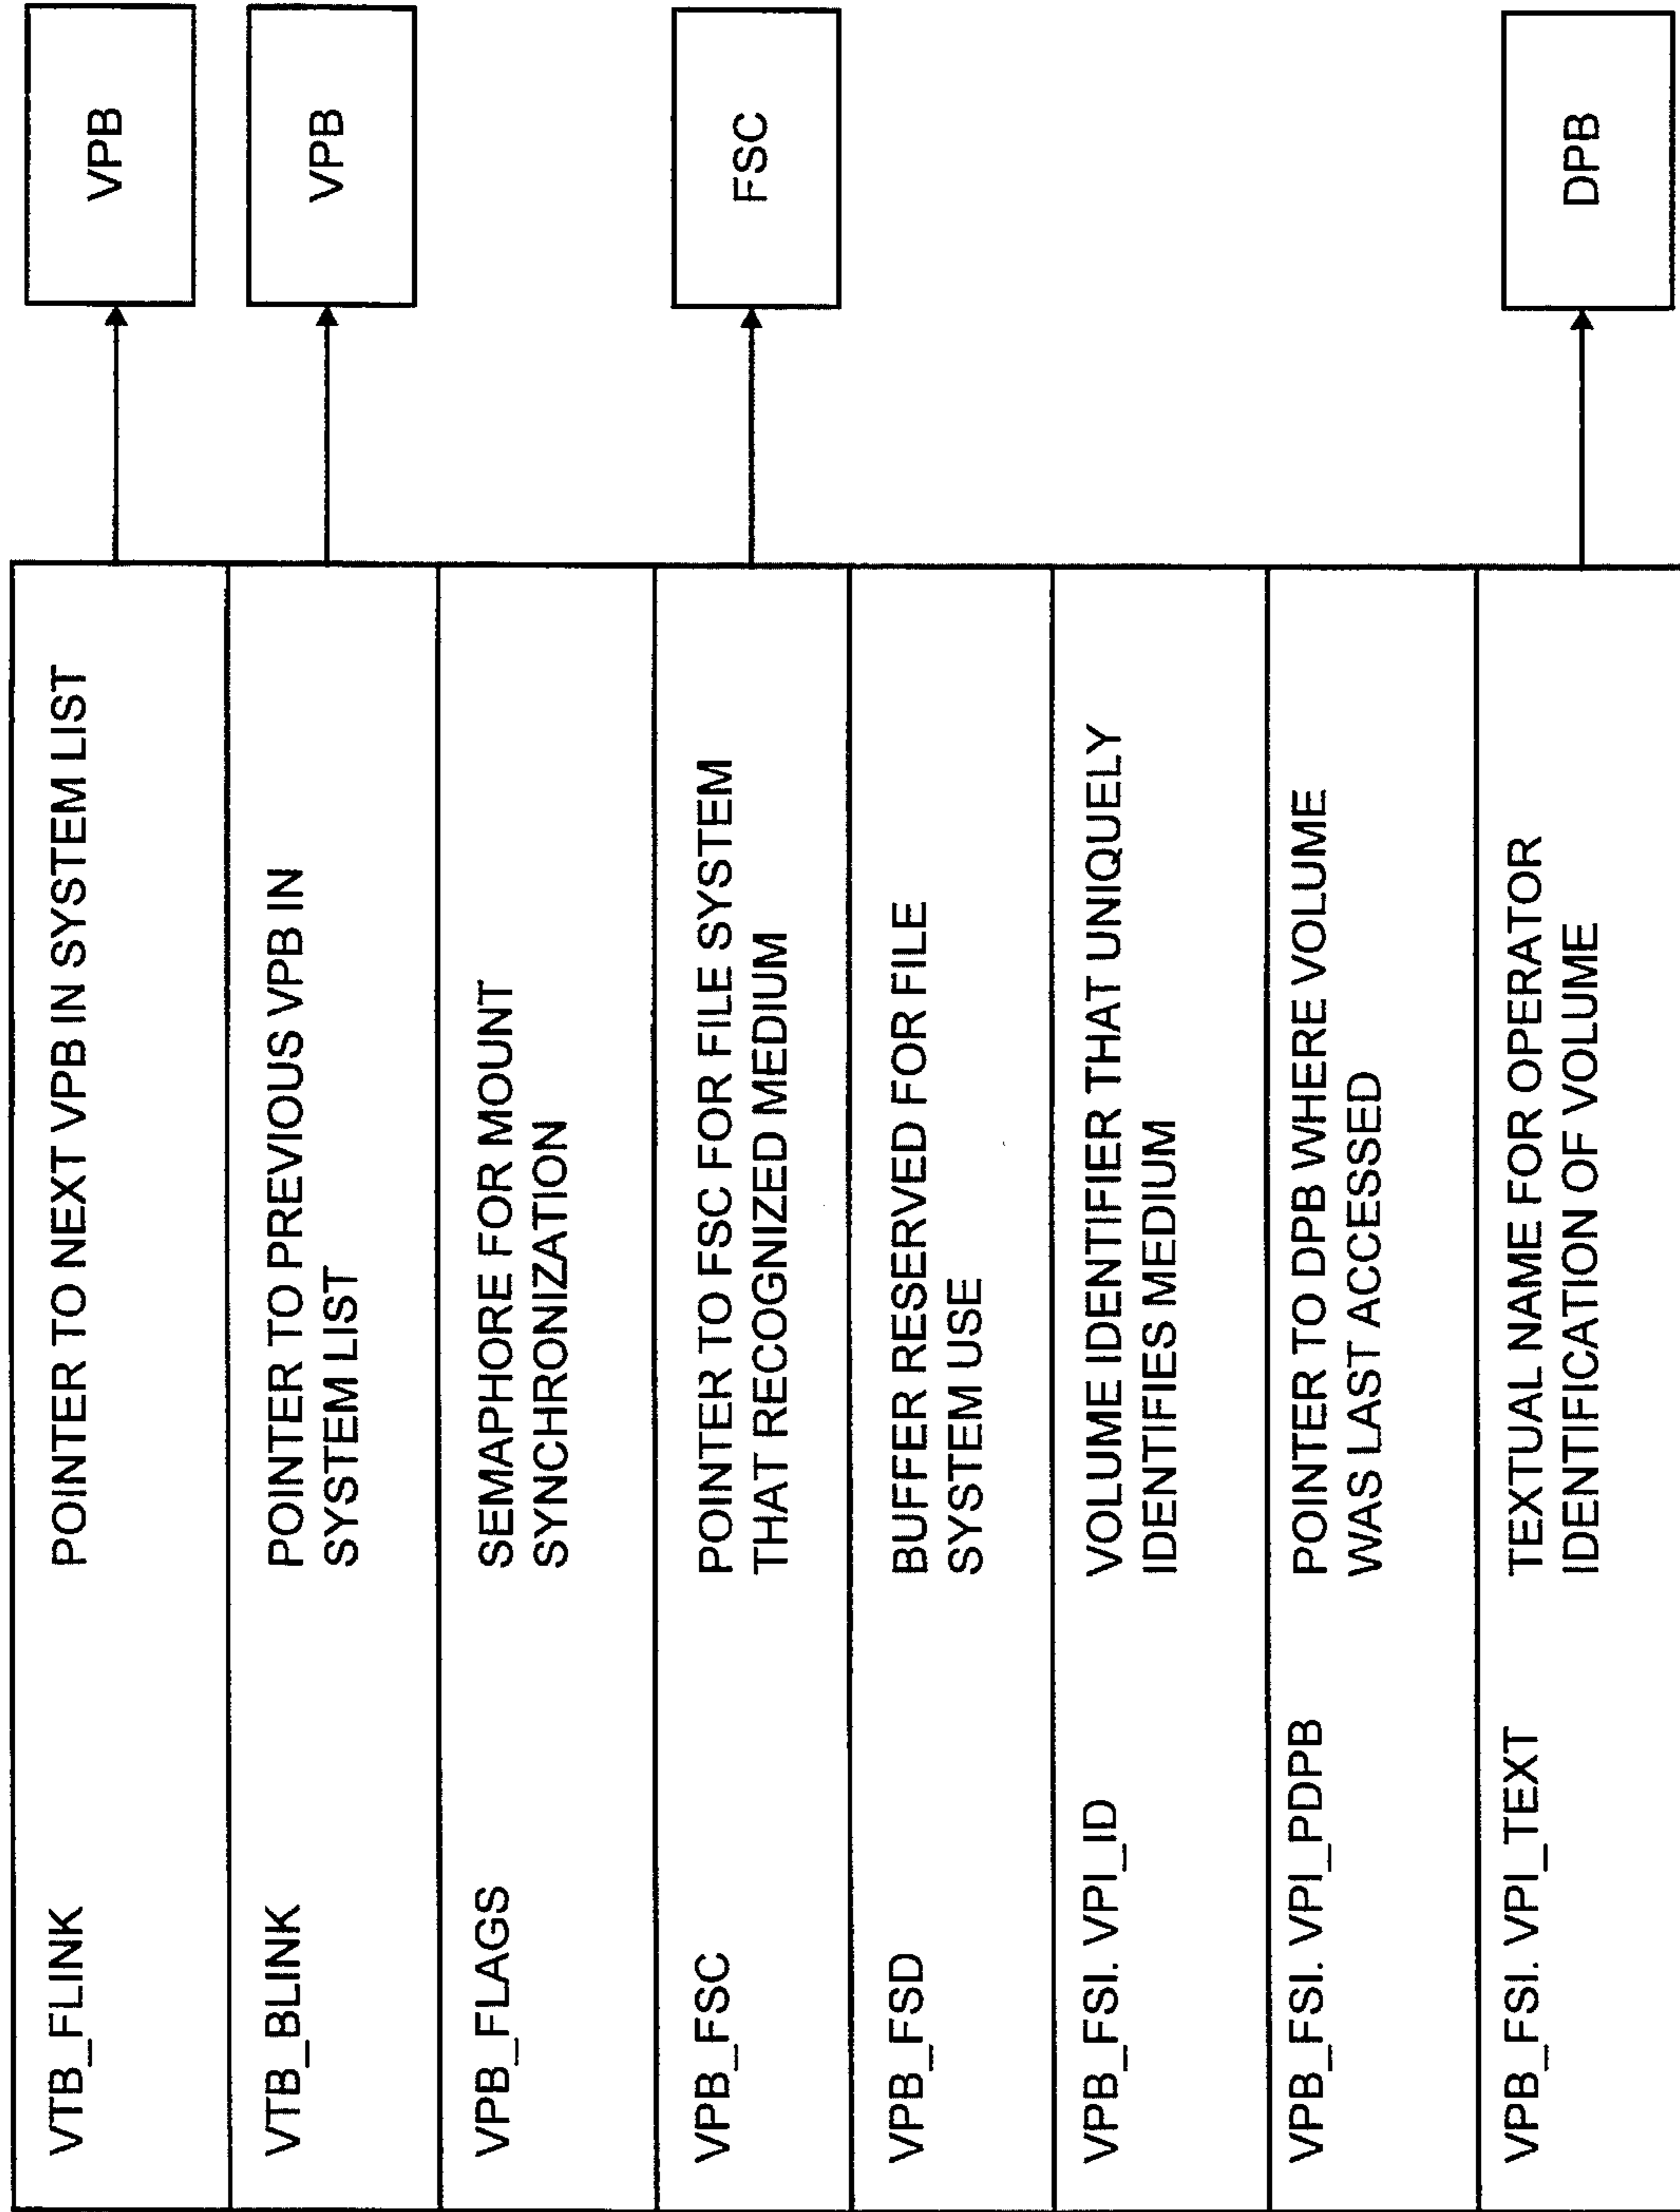 VTB_FLINK
POINTER TO NEXT VPB IN SYSTEM LIST
VPB
VTB_BLINK
POINTER TO PREVIOUS VPB IN
SYSTEM LIST
VPB
VPB_FLAGS
SEMAPHORE FOR MOUNT
SYNCHRONIZATION
VPB_FSC
POINTER TO FSC FOR FILE SYSTEM
THAT RECOGNIZED MEDIUM
FSC
VPB_FSD
BUFFER RESERVED FOR FILE
SYSTEM USE
VPB_FSI. VPI_ID
VOLUME IDENTIFIER THAT UNIQUELY
IDENTIFIES MEDIUM
VPB_FSI. VPI_PDPB
POINTER TO DPB WHERE VOLUME
WAS LAST ACCESSED
VPB_FSI. VPI_TEXT
TEXTUAL NAME FOR OPERATOR
IDENTIFICATION OF VOLUME
DPB